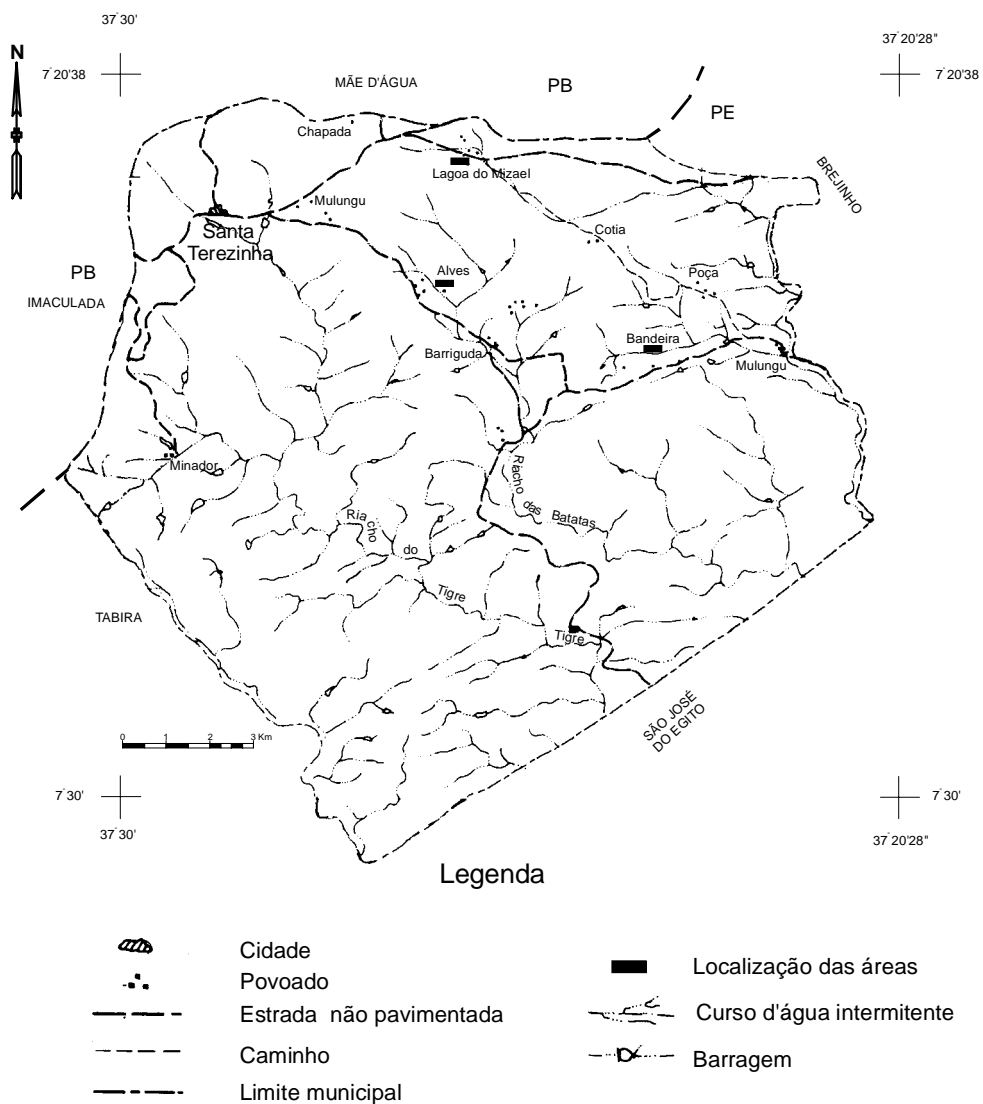 37°30'
37°20'28"
N
7°20'38
7°20'38
MÃE D'ÁGUA
PB
PE
Chapada
Lagoa do Mizael
BREJINHO
Mulungu
Santa
Terezinha
Cotia
PB
IMACULADA
Alves
Poça
Barriguda
Bandeira
Mulungu
Minador
Riacho das Batatas
Riacho do Tigre
TABIRA
Tigre
SÃO JOSÉ
DO EGITO
0 1 2 3 Km
7°30'
7°30'
37°30'
37°20'28"
Legenda
Cidade
Povoado
Estrada não pavimentada
Caminho
Limite municipal
Localização das áreas
Curso d'água intermitente
Barragem